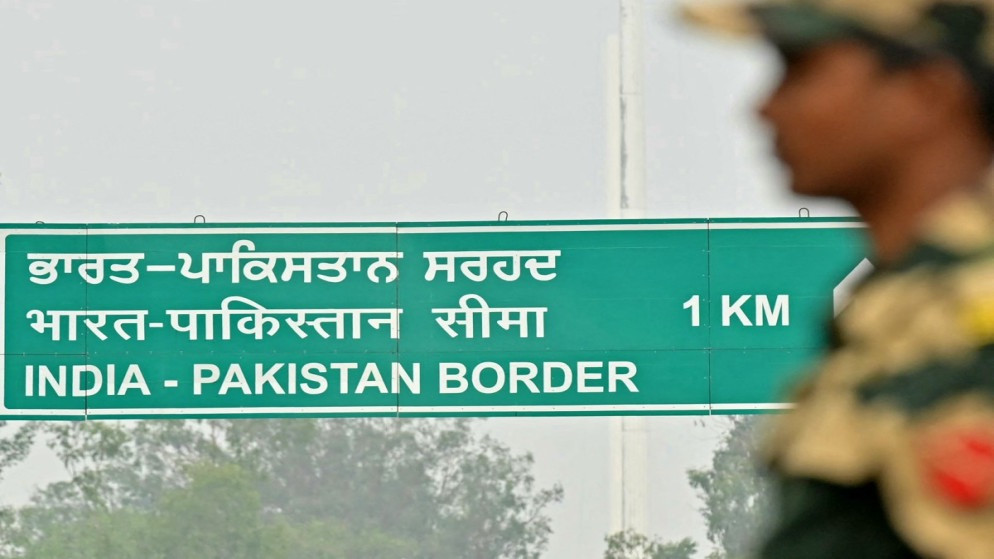 ਭਾਰਤ–ਪਾਕਿਸਤਾਨ ਸਰਹਦ
भारत-पाकिस्तान सीमा
1 KM
INDIA - PAKISTAN BORDER